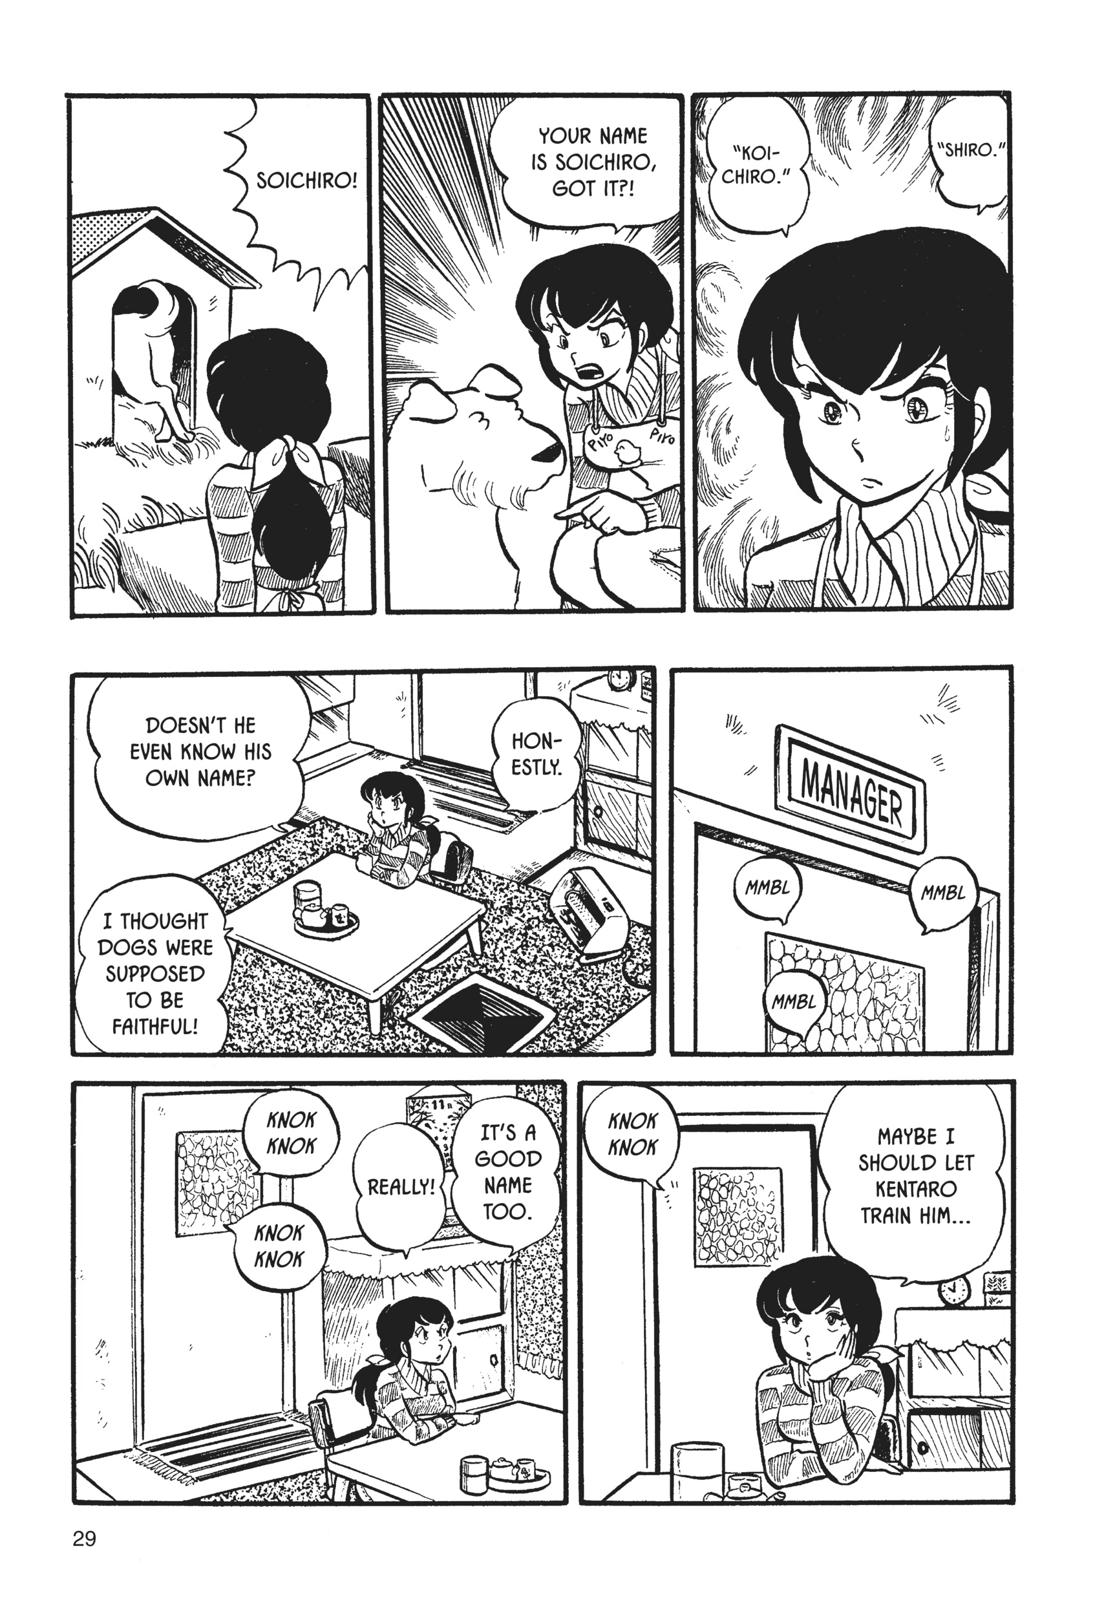 SOICHIRO!
YOUR NAME
IS SOICHIRO,
GOT IT?!
Piyo Piyo
"SHIRO."
"KOI-
CHIRO."
DOESN'T HE
EVEN KNOW HIS
OWN NAME?
HON-
ESTLY.
I THOUGHT
DOGS WERE
SUPPOSED
TO BE
FAITHFUL!
MANAGER
MMBL
MMBL
MMBL
KNOK
KNOK
11
IT'S A
GOOD
NAME
TOO.
REALLY!
KNOK
KNOK
KNOK
KNOK
MAYBE I
SHOULD LET
KENTARO
TRAIN HIM...
29